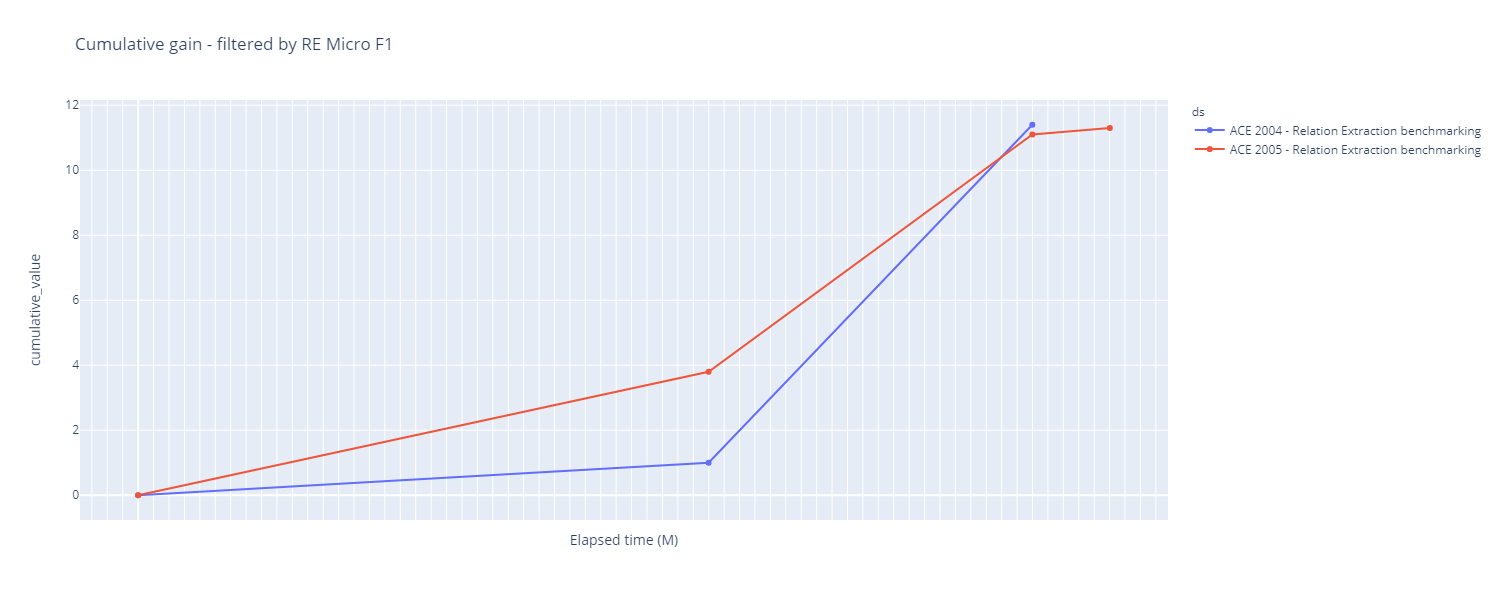 Cumulative gain - filtered by RE Micro F1
12
10
8
6
4
2
0
cumulative_value
Elapsed time (M)
ds
ACE 2004 - Relation Extraction benchmarking
ACE 2005 - Relation Extraction benchmarking